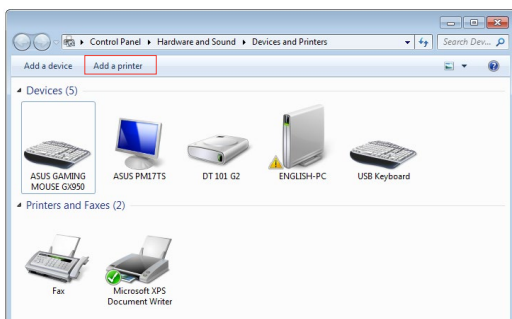 Control Panel ▸ Hardware and Sound ▸ Devices and Printers
Search Dev...
Add a device
Add a printer
Devices (5)
ASUS GAMING
MOUSE GX950
ASUS PM17TS
DT 101 G2
ENGLISH-PC
USB Keyboard
Printers and Faxes (2)
Fax
Microsoft XPS
Document Writer